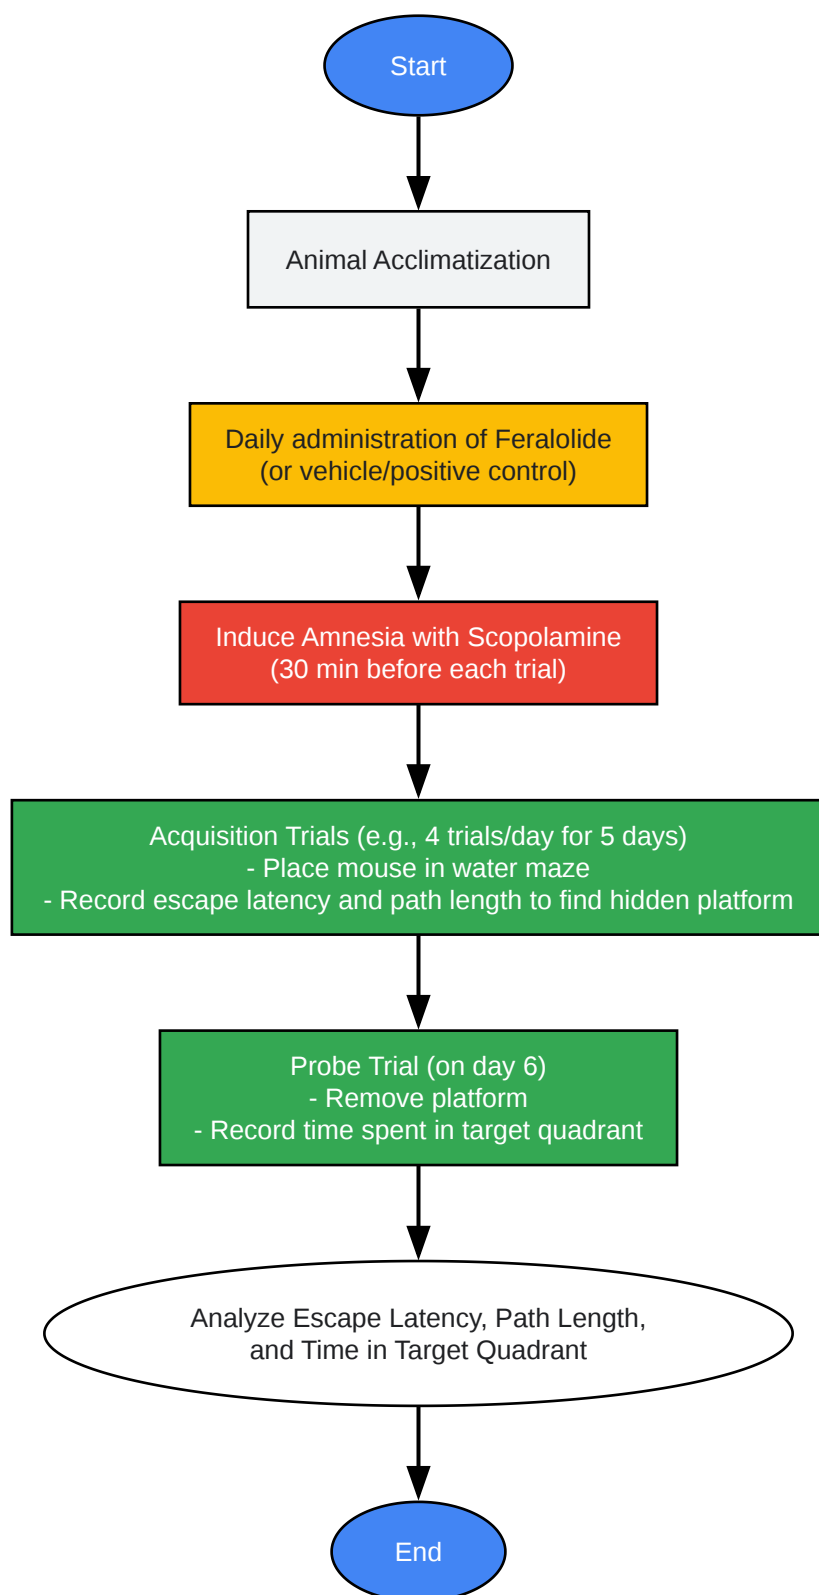 Start
Animal Acclimatization
Daily administration of Feralolide
(or vehicle/positive control)
Induce Amnesia with Scopolamine
(30 min before each trial)
Acquisition Trials (e.g., 4 trials/day for 5 days)
- Place mouse in water maze
- Record escape latency and path length to find hidden platform
Probe Trial (on day 6)
- Remove platform
- Record time spent in target quadrant
Analyze Escape Latency, Path Length,
and Time in Target Quadrant
End